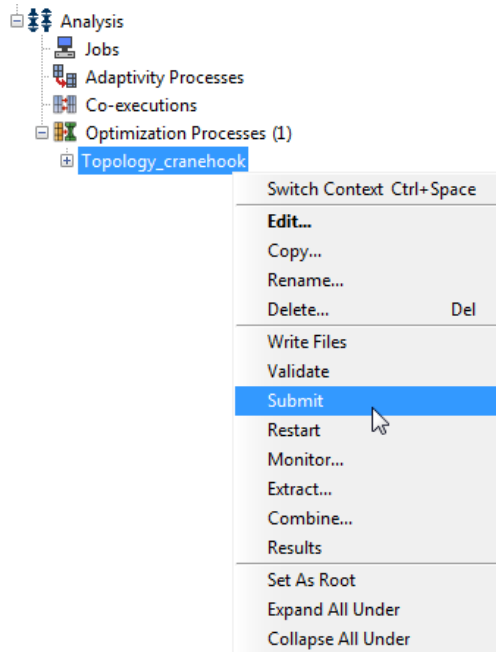 Analysis
Jobs
Adaptivity Processes
Co-executions
Optimization Processes (1)
Topology_cranehook
Switch Context Ctrl+Space
Edit...
Copy...
Rename...
Delete... Del
Write Files
Validate
Submit
Restart
Monitor...
Extract...
Combine...
Results
Set As Root
Expand All Under
Collapse All Under